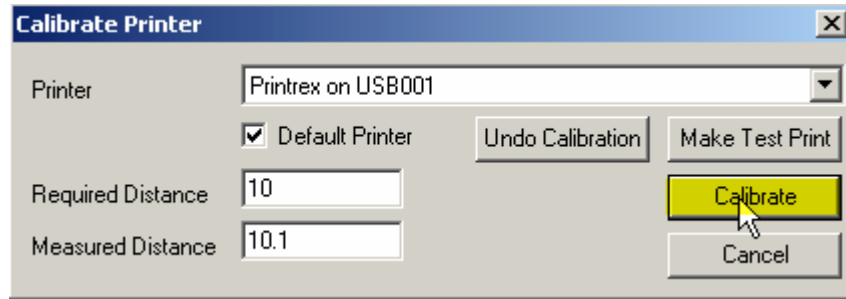 Calibrate Printer
Printer
Printrex on USB001
Default Printer
Undo Calibration
Make Test Print
Required Distance
10
Calibrate
Measured Distance
10.1
Cancel